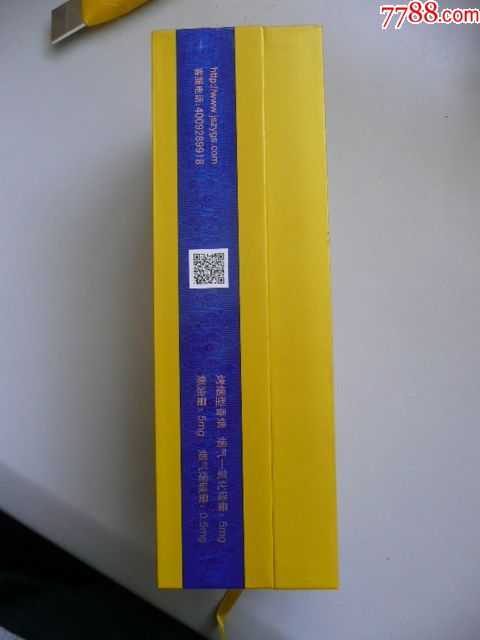 7788.com
http://www.jszygs.com
客服电话:4009289918
烤烟型香烟 烟气一氧化碳量：5mg
焦油量：5mg 烟气烟碱量：0.5mg